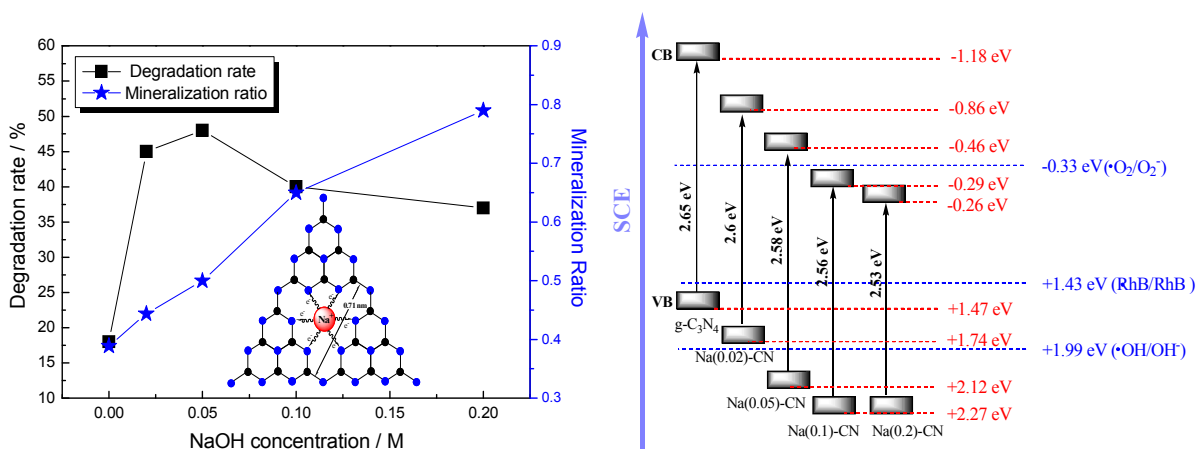 60
55
50
45
40
35
30
25
20
15
10
Degradation rate / %
Degradation rate
Mineralization ratio
0.9
0.8
0.7
0.6
0.5
0.4
0.3
Mineralization Ratio
0.00
0.05
0.10
0.15
0.20
NaOH concentration / M
e⁻
e⁻
e⁻
e⁻
e⁻
e⁻
Na
0.71 nm
SCE
CB
-1.18 eV
-0.86 eV
-0.46 eV
-0.33 eV (•O₂/O₂⁻)
-0.29 eV
-0.26 eV
2.65 eV
2.6 eV
2.58 eV
2.56 eV
2.53 eV
+1.43 eV (RhB/RhB )
VB
+1.47 eV
g-C₃N₄
+1.74 eV
Na(0.02)-CN
+1.99 eV (•OH/OH⁻)
+2.12 eV
Na(0.05)-CN
+2.27 eV
Na(0.1)-CN
Na(0.2)-CN